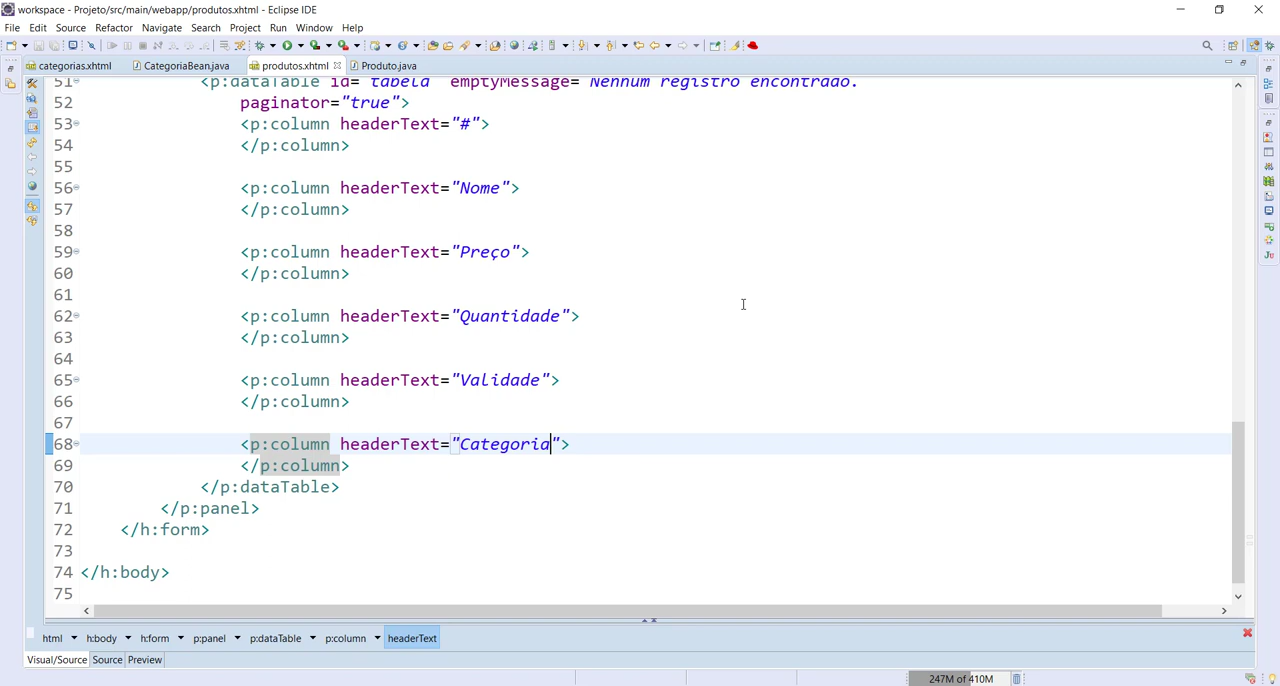 workspace - Projeto/src/main/webapp/produtos.xhtml - Eclipse IDE
File Edit Source Refactor Navigate Search Project Run Window Help
categorias.xhtml CategoriaBean.java produtos.xhtml Produto.java
51 <p:dataTable id="tabela" emptyMessage="Nenhum registro encontrado."
52 paginator="true">
53 <p:column headerText="#">
54 </p:column>
55
56 <p:column headerText="Nome">
57 </p:column>
58
59 <p:column headerText="Preço">
60 </p:column>
61
62 <p:column headerText="Quantidade">
63 </p:column>
64
65 <p:column headerText="Validade">
66 </p:column>
67
68 <p:column headerText="Categoria">
69 </p:column>
70 </p:dataTable>
71 </p:panel>
72 </h:form>
73
74 </h:body>
75
html h:body h:form p:panel p:dataTable p:column headerText
Visual/Source Source Preview
247M of 410M